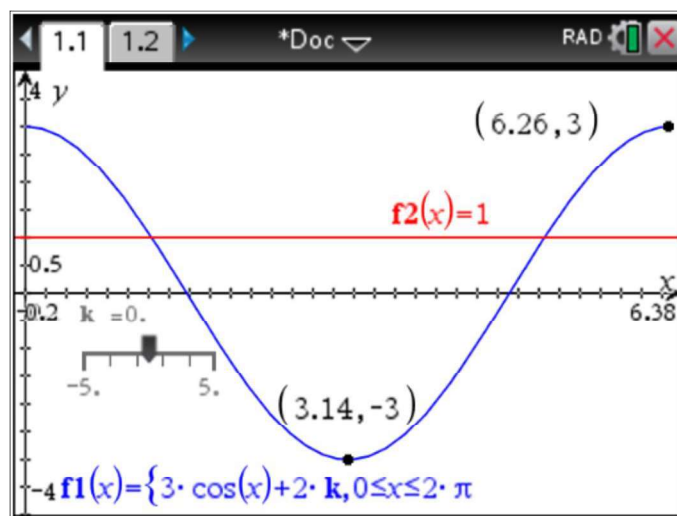 1.1 1.2 *Doc RAD
4 y
(6.26,3)
f2(x)=1
0.5
x
-0.2 k =0. 6.38
-5. 5.
(3.14,-3)
-4 f1(x)={3· cos(x)+2· k,0≤x≤2· π